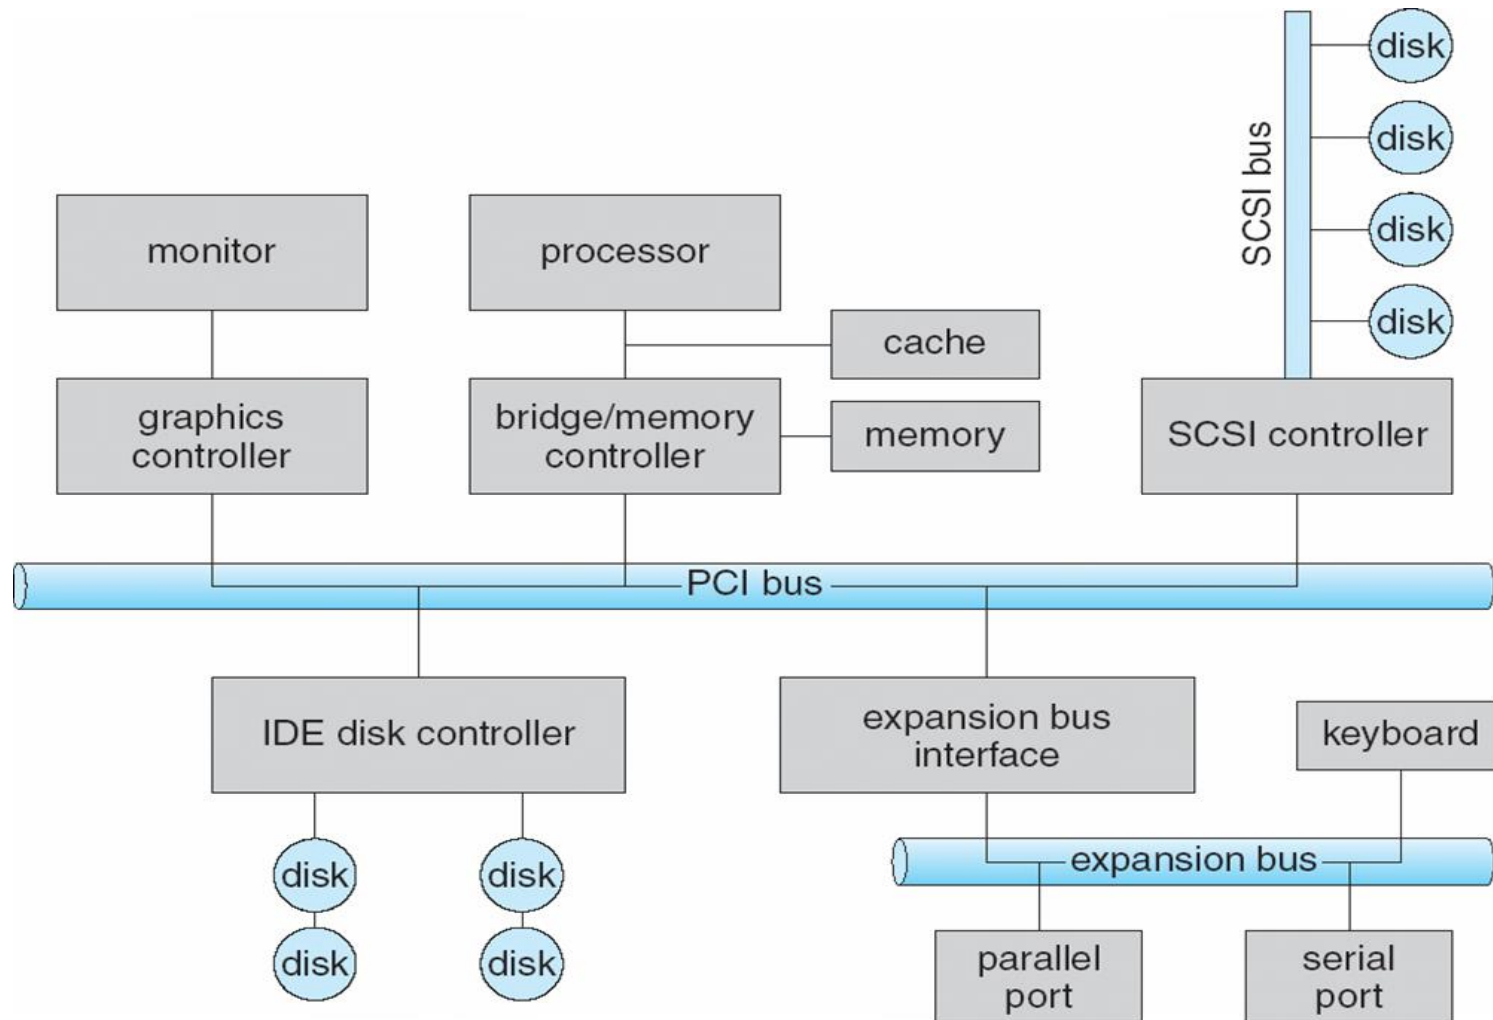 disk
disk
SCSI bus
disk
disk
monitor
processor
cache
graphics
controller
bridge/memory
controller
memory
SCSI controller
PCI bus
IDE disk controller
expansion bus
interface
keyboard
disk
disk
expansion bus
disk
disk
parallel
port
serial
port